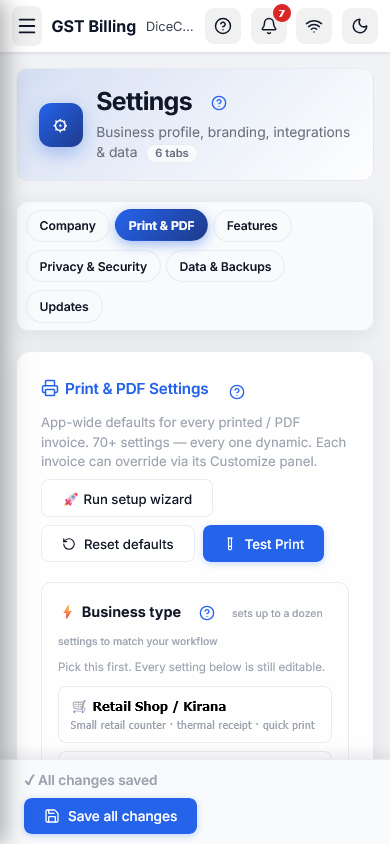 GST Billing DiceC... 7
Settings
Business profile, branding, integrations
& data 6 tabs
Company Print & PDF Features
Privacy & Security Data & Backups
Updates
Print & PDF Settings
App-wide defaults for every printed / PDF
invoice. 70+ settings — every one dynamic. Each
invoice can override via its Customize panel.
🚀 Run setup wizard
Reset defaults Test Print
Business type sets up to a dozen
settings to match your workflow
Pick this first. Every setting below is still editable.
🛒 Retail Shop / Kirana
Small retail counter · thermal receipt · quick print
✓ All changes saved
Save all changes